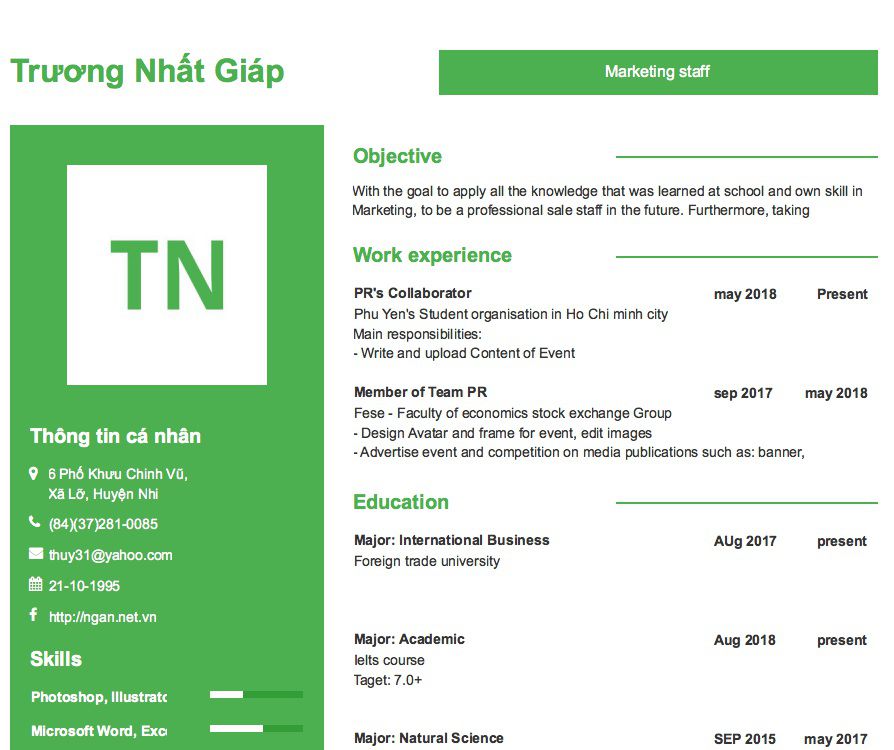 Trương Nhất Giáp
Marketing staff
TN
Thông tin cá nhân
6 Phố Khưu Chinh Vũ,
Xã Lỡ, Huyện Nhi
(84)(37)281-0085
thuy31@yahoo.com
21-10-1995
http://ngan.net.vn
Skills
Photoshop, Illustratc
Microsoft Word, Exce
Objective
With the goal to apply all the knowledge that was learned at school and own skill in
Marketing, to be a professional sale staff in the future. Furthermore, taking
Work experience
PR's Collaborator may 2018 Present
Phu Yen's Student organisation in Ho Chi minh city
Main responsibilities:
- Write and upload Content of Event
Member of Team PR sep 2017 may 2018
Fese - Faculty of economics stock exchange Group
- Design Avatar and frame for event, edit images
- Advertise event and competition on media publications such as: banner,
Education
Major: International Business AUg 2017 present
Foreign trade university
Major: Academic Aug 2018 present
Ielts course
Taget: 7.0+
Major: Natural Science SEP 2015 may 2017